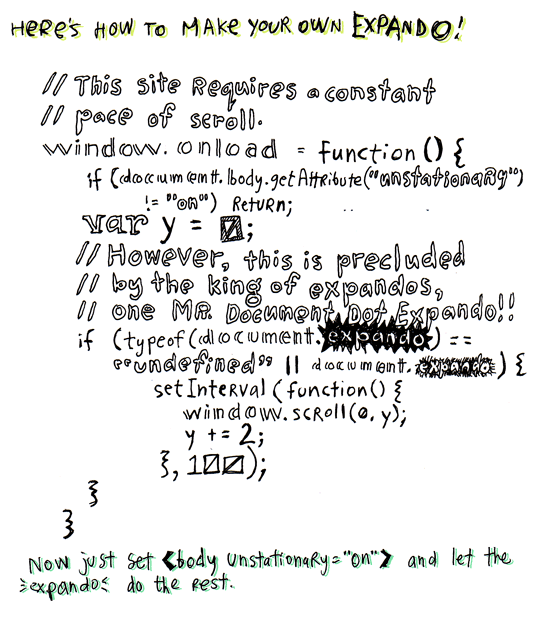 HERE'S HOW TO MAKE YOUR OWN EXPANDO!
// This site Requires a constant
// pace of scroll.
window.onload = function () {
if (document.body.getAttribute("unstationary")
!= "on") Return;
var y = 0;
// However, this is precluded
// by the king of expandos,
// one MR. Document Dot Expando!!
if (typeof(document.expando) ==
"undefined" || document.expando) {
setInterval (function() {
window.scroll(0, y);
y += 2;
}, 100);
}
}
Now just set <body unstationary="on"> and let the
expandos do the rest.